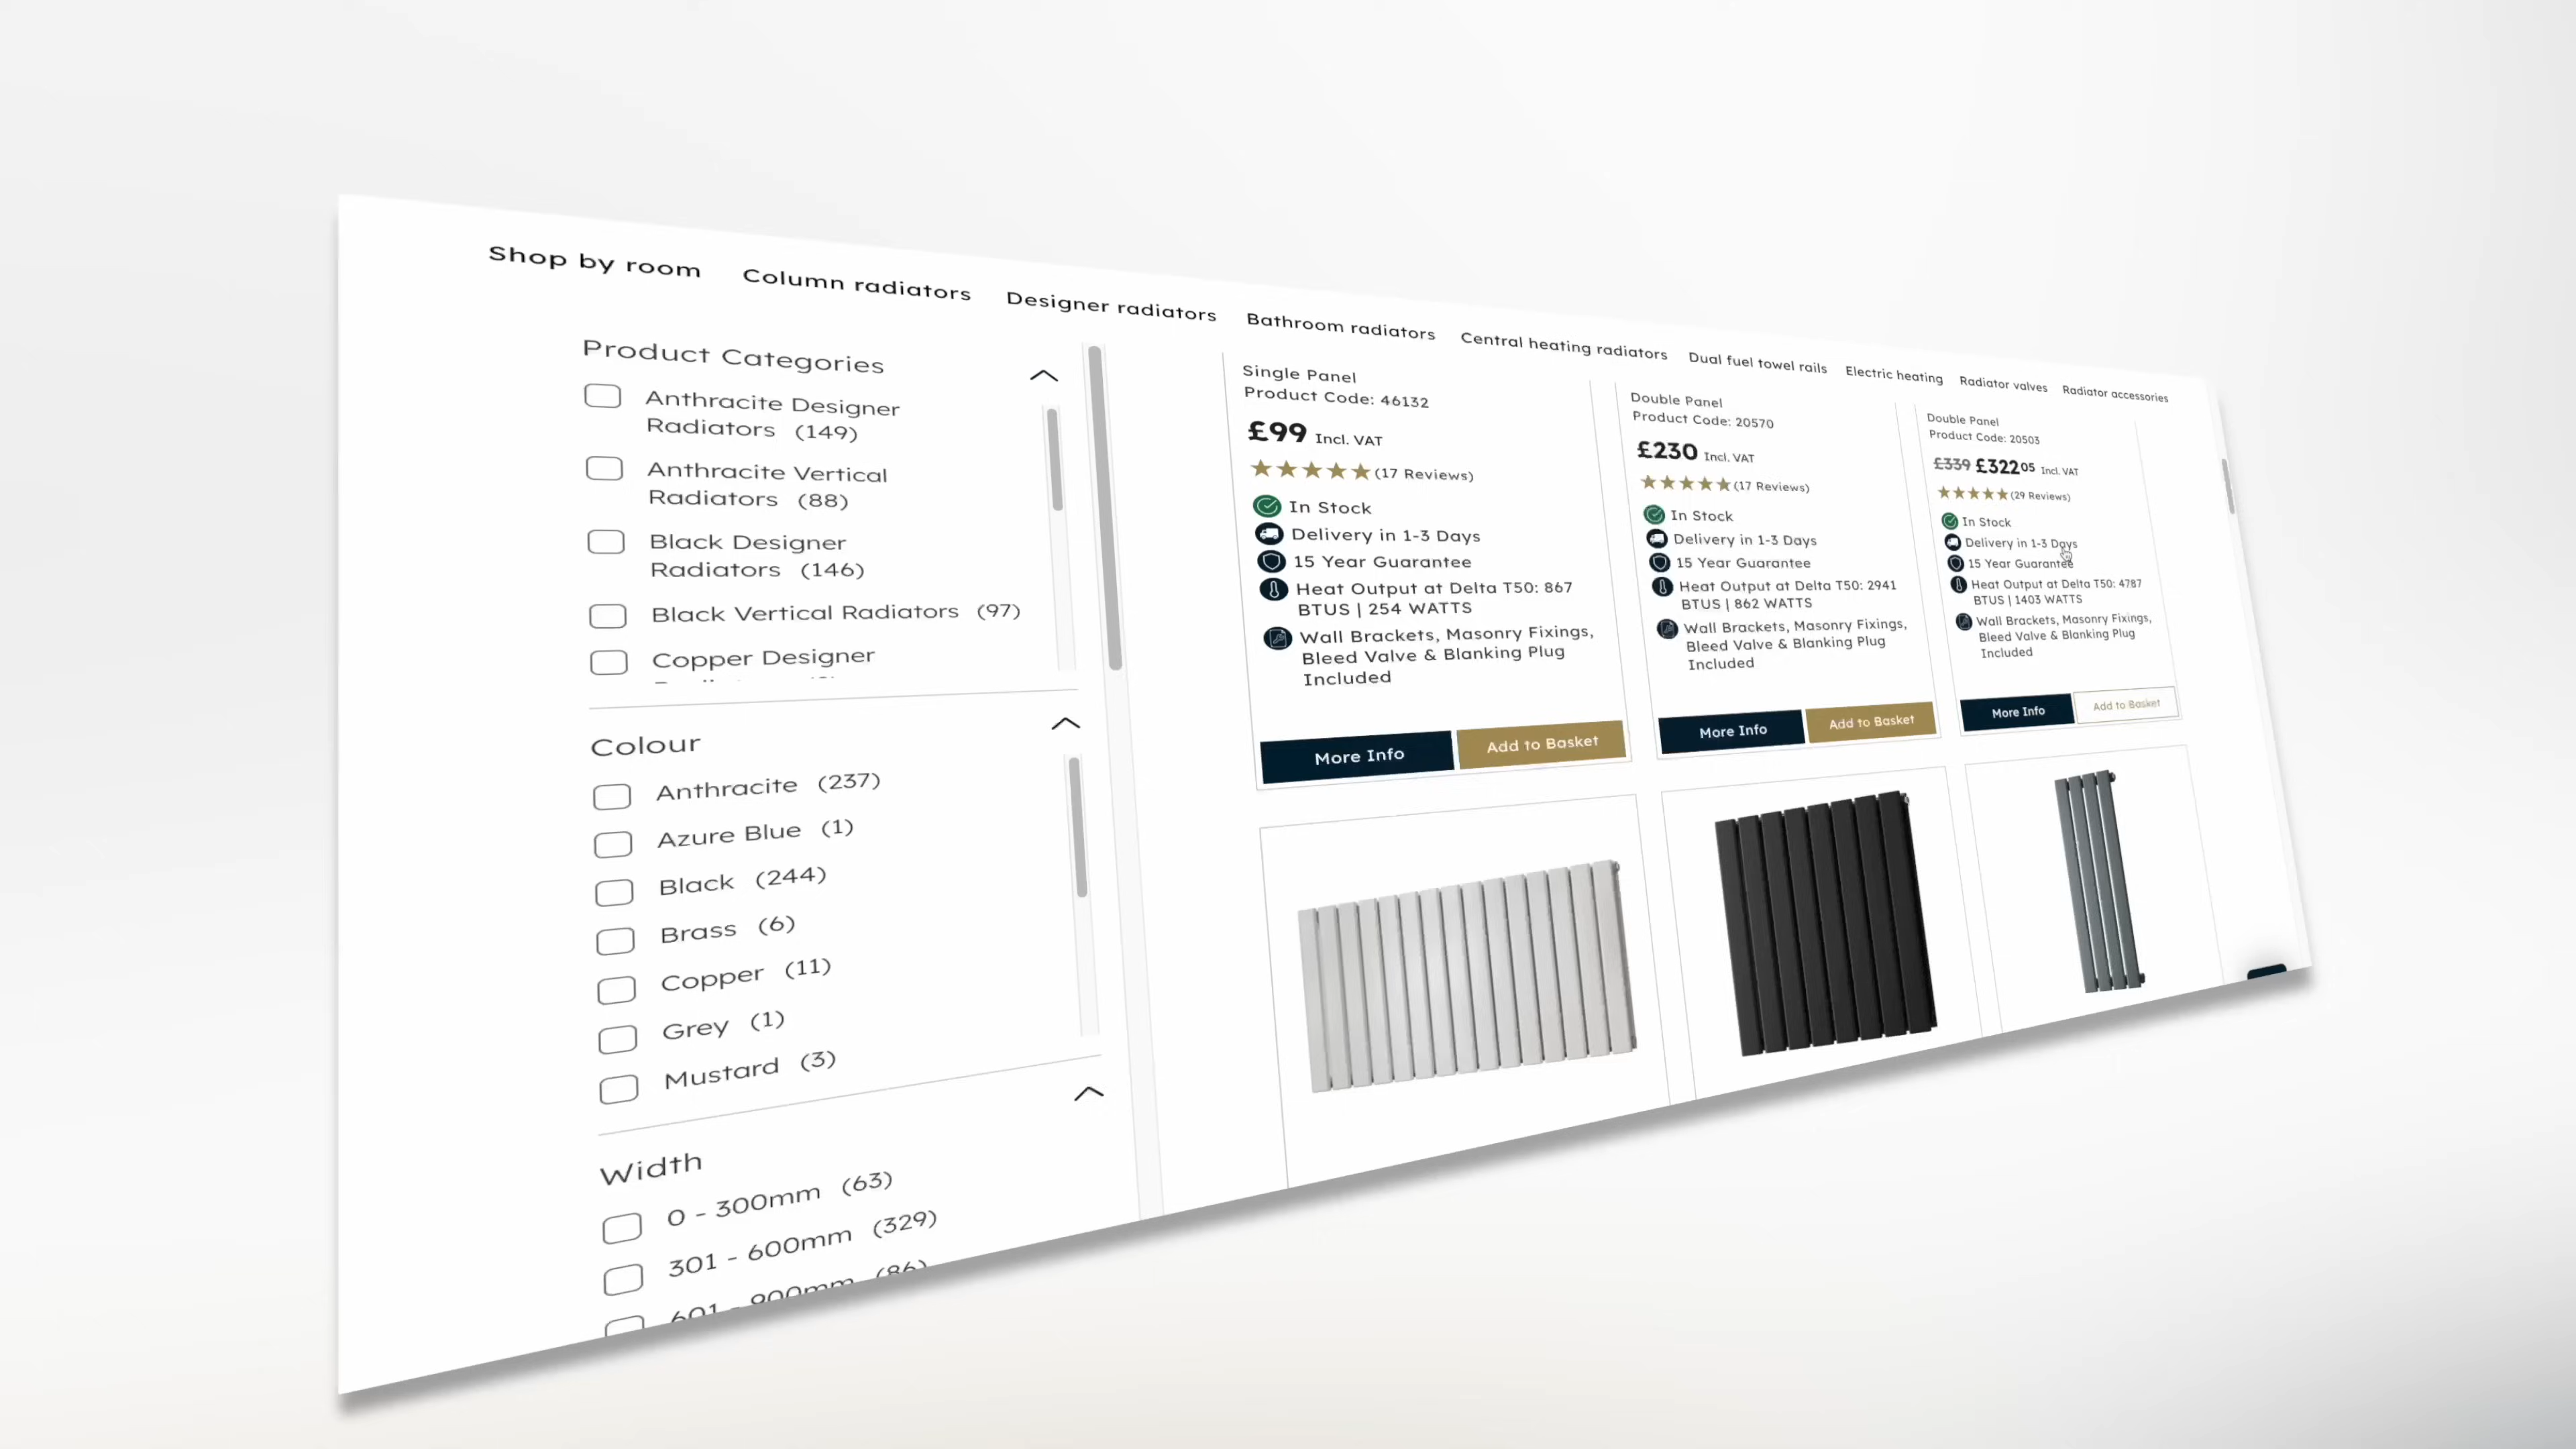 Shop by room
Column radiators
Designer radiators
Bathroom radiators
Central heating radiators
Dual fuel towel rails
Electric heating
Radiator valves
Radiator accessories
Product Categories
Anthracite Designer
Radiators (149)
Anthracite Vertical
Radiators (88)
Black Designer
Radiators (146)
Black Vertical Radiators (97)
Copper Designer
Colour
Anthracite (237)
Azure Blue (1)
Black (244)
Brass (6)
Copper (11)
Grey (1)
Mustard (3)
Width
0 - 300mm (63)
301 - 600mm (329)
601 - 900mm (86)
Single Panel
Product Code: 46132
£99 Incl. VAT
(17 Reviews)
In Stock
Delivery in 1-3 Days
15 Year Guarantee
Heat Output at Delta T50: 867
BTUS | 254 WATTS
Wall Brackets, Masonry Fixings,
Bleed Valve & Blanking Plug
Included
More Info
Add to Basket
Double Panel
Product Code: 20570
£230 Incl. VAT
(17 Reviews)
In Stock
Delivery in 1-3 Days
15 Year Guarantee
Heat Output at Delta T50: 2941
BTUS | 862 WATTS
Wall Brackets, Masonry Fixings,
Bleed Valve & Blanking Plug
Included
More Info
Add to Basket
Double Panel
Product Code: 20503
£339 £32205 Incl. VAT
(29 Reviews)
In Stock
Delivery in 1-3 Days
15 Year Guarantee
Heat Output at Delta T50: 4787
BTUS | 1403 WATTS
Wall Brackets, Masonry Fixings,
Bleed Valve & Blanking Plug
Included
More Info
Add to Basket